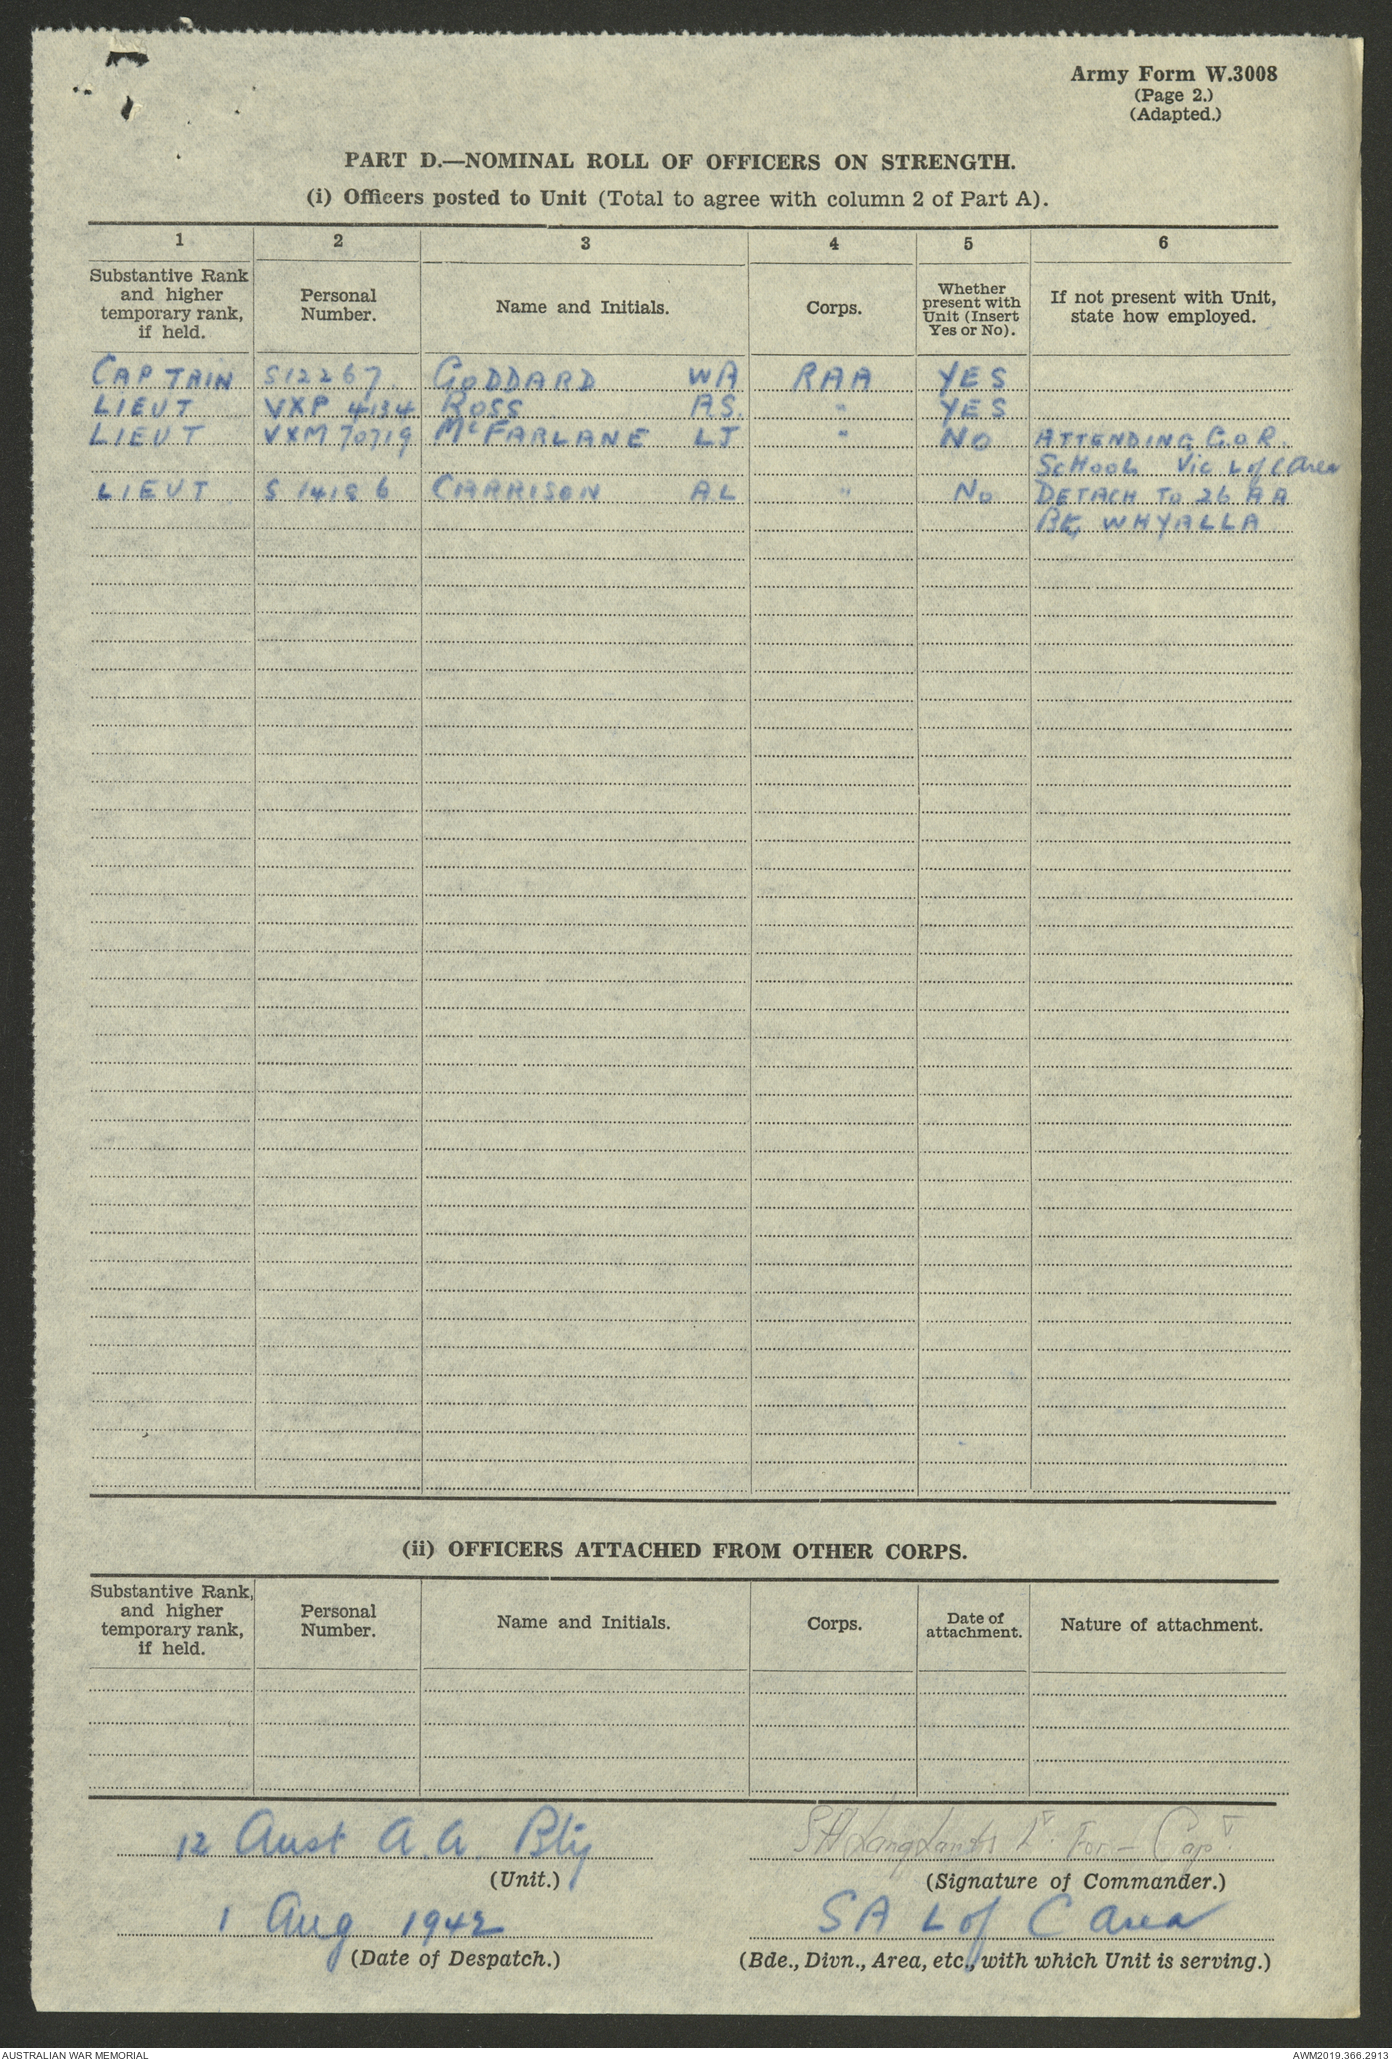 Army Form W.3008
(Page 2.)
(Adapted.)
PART D.—NOMINAL ROLL OF OFFICERS ON STRENGTH.
(i) Officers posted to Unit (Total to agree with column 2 of Part A).
1 2 3 4 5 6
Substantive Rank and higher temporary rank, if held. Personal Number. Name and Initials. Corps. Whether present with Unit (Insert Yes or No). If not present with Unit, state how employed.
CAPTAIN S12267 GODDARD WA RAA YES
LIEUT VXP 4134 ROSS AS. " YES
LIEUT VXM 70719 McFARLANE LJ " NO ATTENDING G.O.R.
SCHOOL Vic L of C Area
LIEUT AL " No DETACH To 26 A A
WHYALLA
(ii) OFFICERS ATTACHED FROM OTHER CORPS.
Substantive Rank, and higher temporary rank, if held. Personal Number. Name and Initials. Corps. Date of attachment. Nature of attachment.
12 Aust A.A. Bty
(Unit.)
Lt. For – Capt.
(Signature of Commander.)
1 Aug 1942
(Date of Despatch.)
SA L of C Area
(Bde., Divn., Area, etc., with which Unit is serving.)
AUSTRALIAN WAR MEMORIAL
AWM2019.366.2913